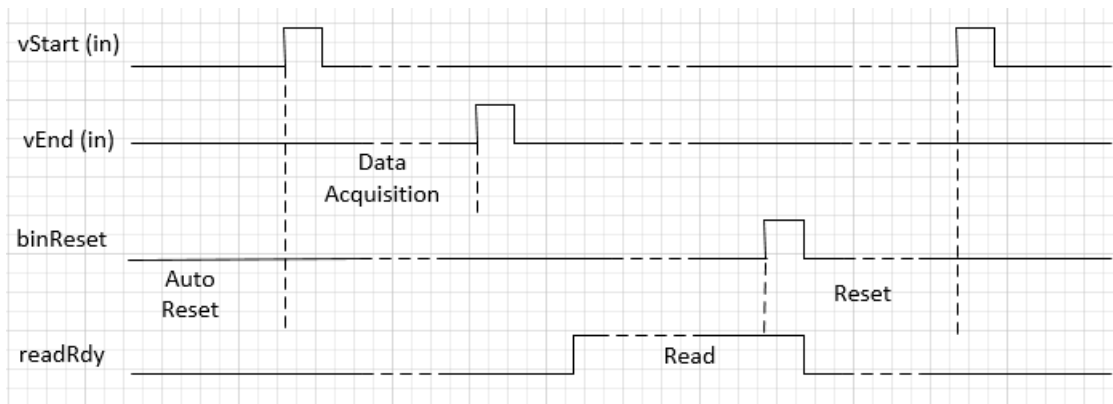 vStart (in)
vEnd (in)
Data
Acquisition
binReset
Auto
Reset
Reset
readRdy
Read